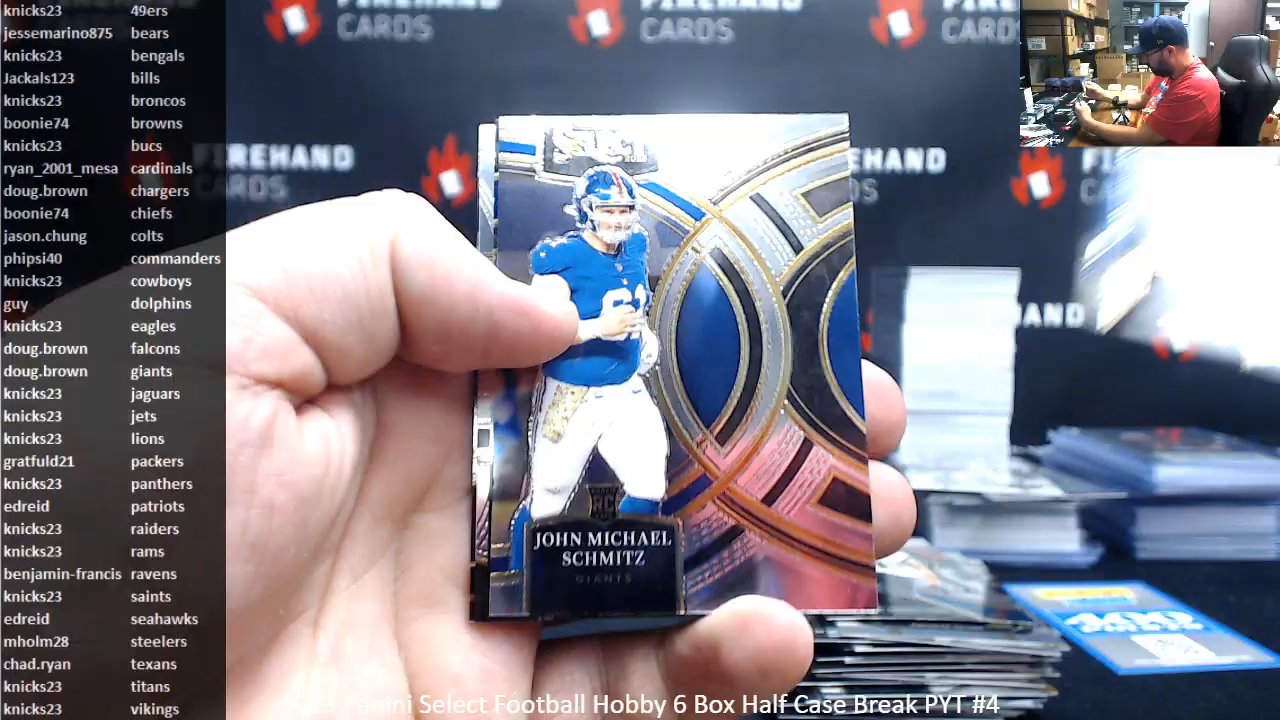 knicks23 49ers
jessemarino875 bears
knicks23 bengals
Jackals123 bills
knicks23 broncos
boonie74 browns
knicks23 bucs
ryan_2001_mesa cardinals
doug.brown chargers
boonie74 chiefs
jason.chung colts
phipsi40 commanders
knicks23 cowboys
guy dolphins
knicks23 eagles
doug.brown falcons
doug.brown giants
knicks23 jaguars
knicks23 jets
knicks23 lions
gratfuld21 packers
knicks23 panthers
edreid patriots
knicks23 raiders
knicks23 rams
benjamin-francis ravens
knicks23 saints
edreid seahawks
mholm28 steelers
chad.ryan texans
knicks23 titans
knicks23 vikings
FIREHAND
CARDS
SELECT
61
RC
JOHN MICHAEL
SCHMITZ
GIANTS
Panini Select Football Hobby 6 Box Half Case Break PYT #4